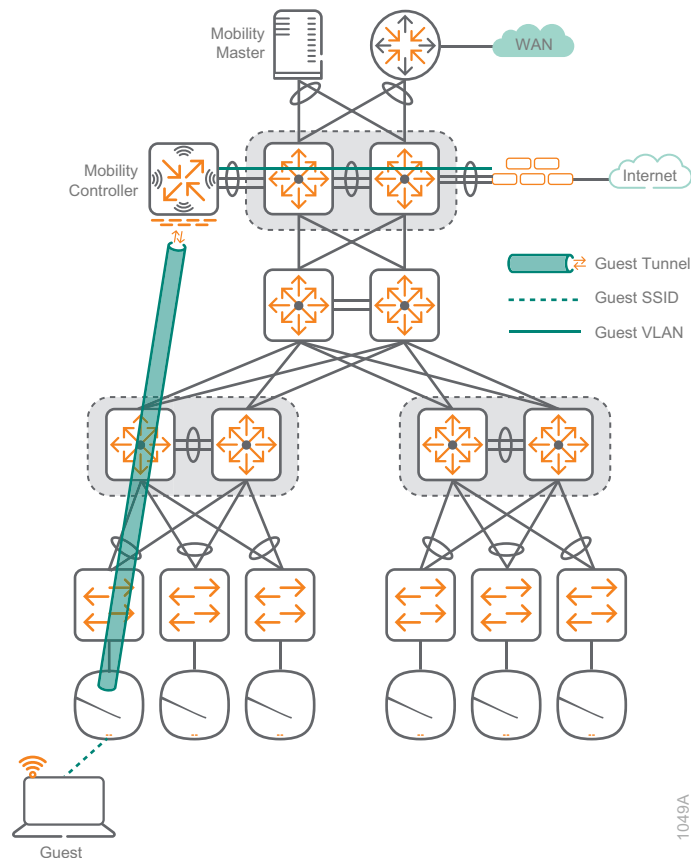 Mobility
Master
WAN
Mobility
Controller
Internet
Guest Tunnel
Guest SSID
Guest VLAN
Guest
1049A